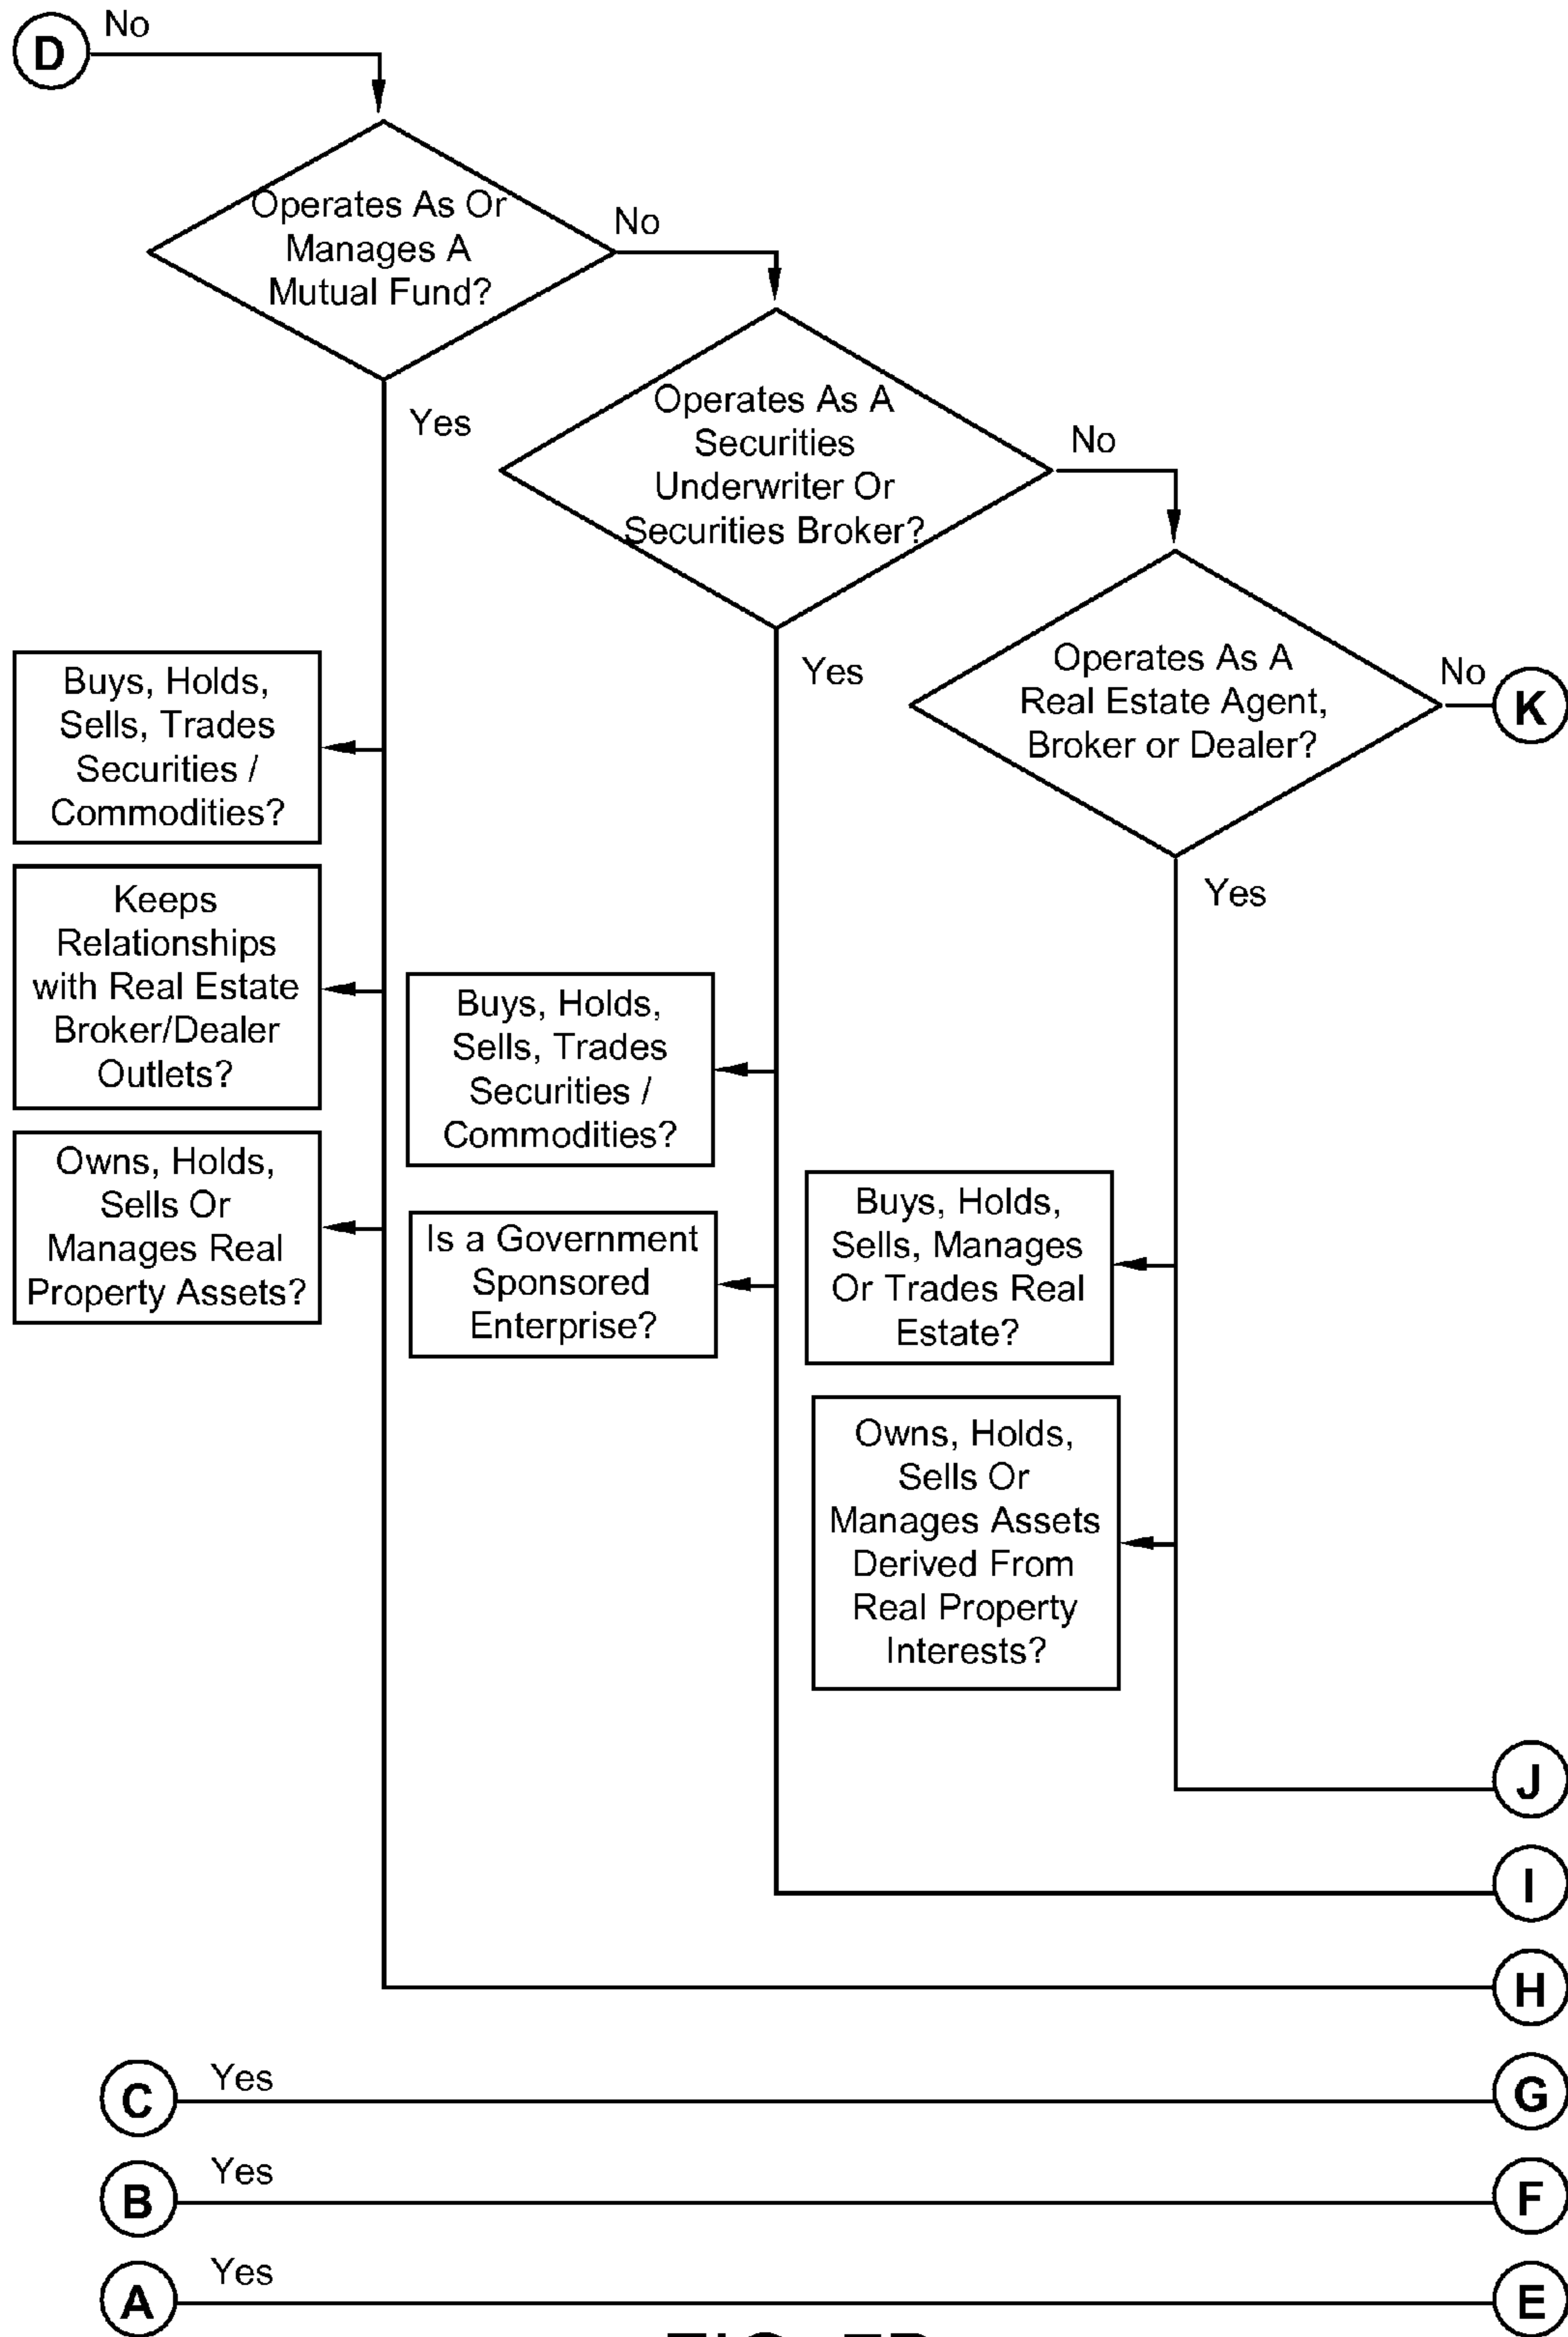 D
No
Operates As Or
Manages A
Mutual Fund?
No
Yes
Operates As A
Securities
Underwriter Or
Securities Broker?
No
Yes
Operates As A
Real Estate Agent,
Broker or Dealer?
No
K
Yes
Buys, Holds,
Sells, Trades
Securities /
Commodities?
Keeps
Relationships
with Real Estate
Broker/Dealer
Outlets?
Owns, Holds,
Sells Or
Manages Real
Property Assets?
Buys, Holds,
Sells, Trades
Securities /
Commodities?
Is a Government
Sponsored
Enterprise?
Buys, Holds,
Sells, Manages
Or Trades Real
Estate?
Owns, Holds,
Sells Or
Manages Assets
Derived From
Real Property
Interests?
J
I
H
C
Yes
G
B
Yes
F
A
Yes
E